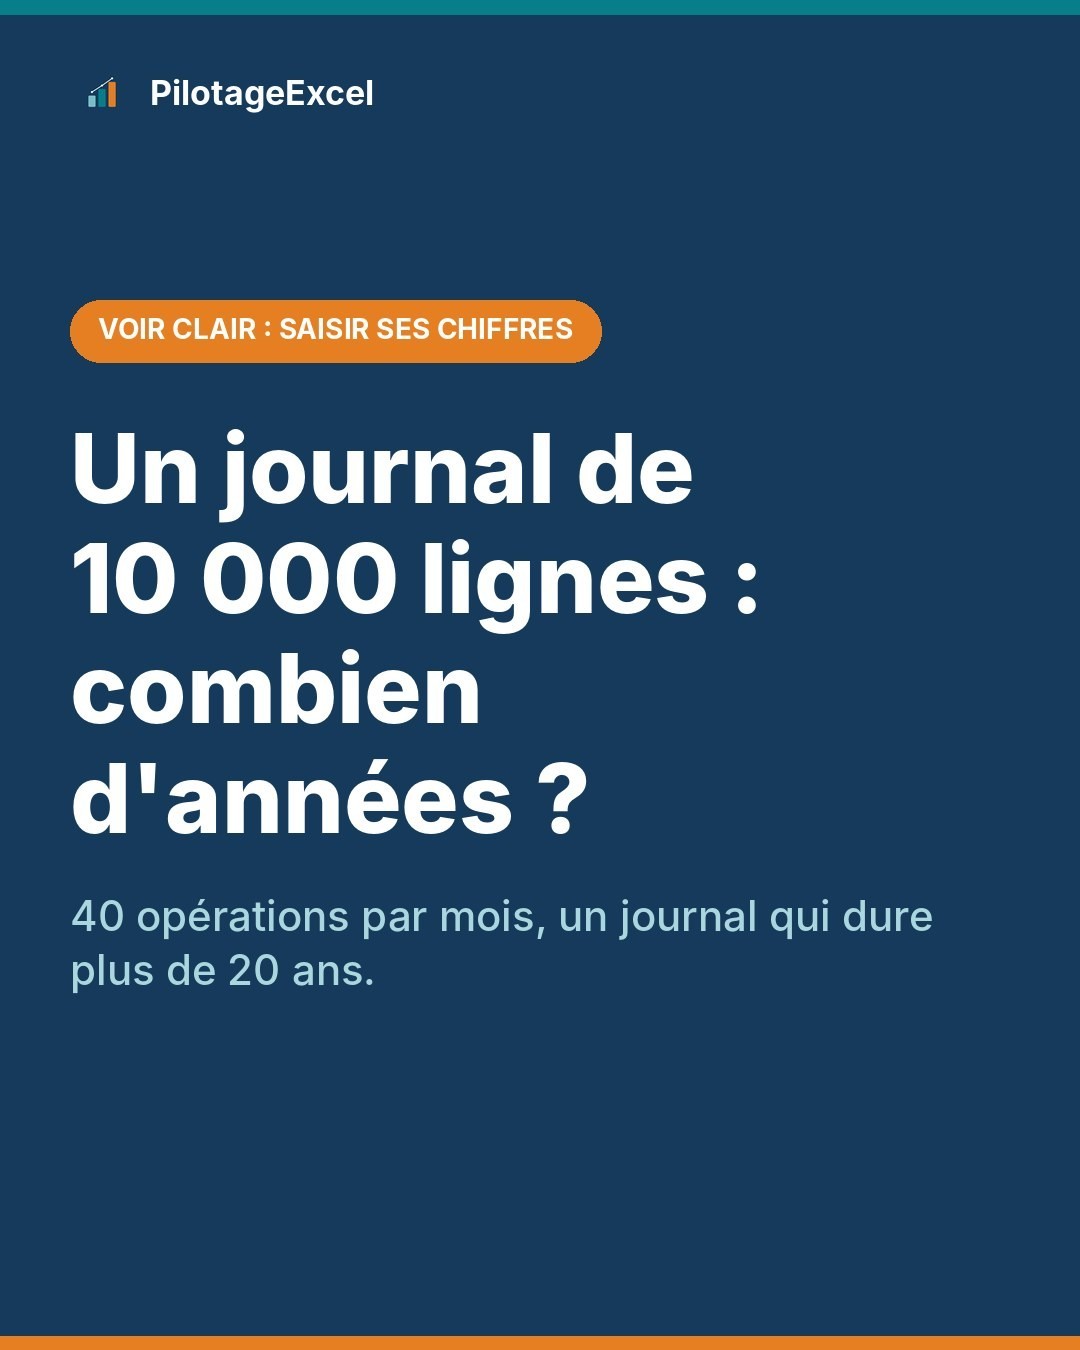 PilotageExcel
VOIR CLAIR : SAISIR SES CHIFFRES
Un journal de
10 000 lignes :
combien
d'années ?
40 opérations par mois, un journal qui dure
plus de 20 ans.